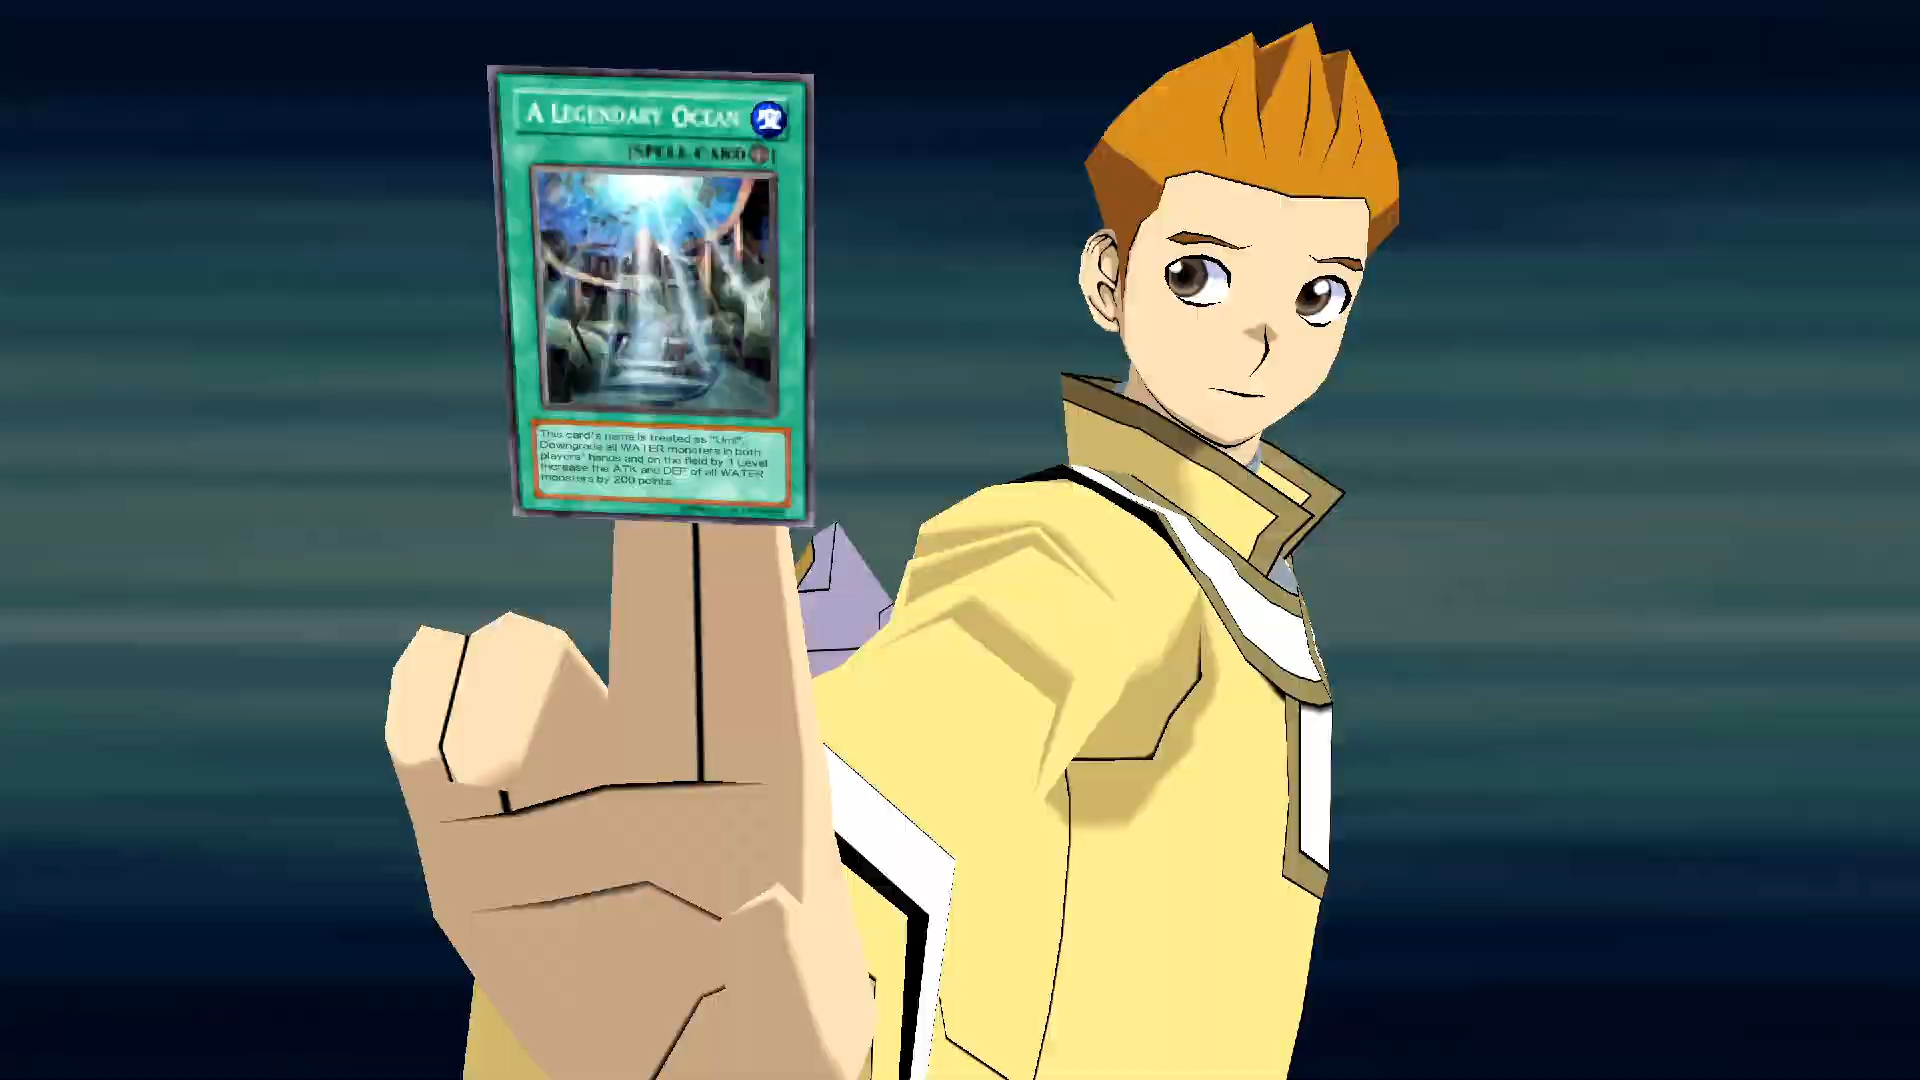 A Legendary Ocean
[SPELL CARD]
This card's name is treated as "Umi".
Downgrade all WATER monsters in both
players' hands and on the field by 1 Level
Increase the ATK and DEF of all WATER
monsters by 200 points.